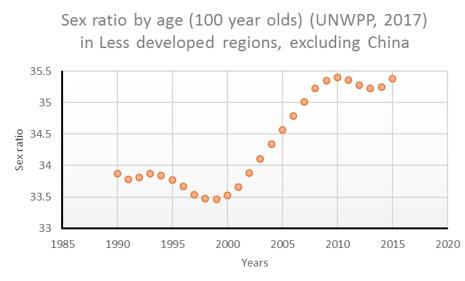 Sex ratio by age (100 year olds) (UNWPP, 2017)
in Less developed regions, excluding China
35.5
35
34.5
34
33.5
33
Sex ratio
1985 1990 1995 2000 2005 2010 2015 2020
Years